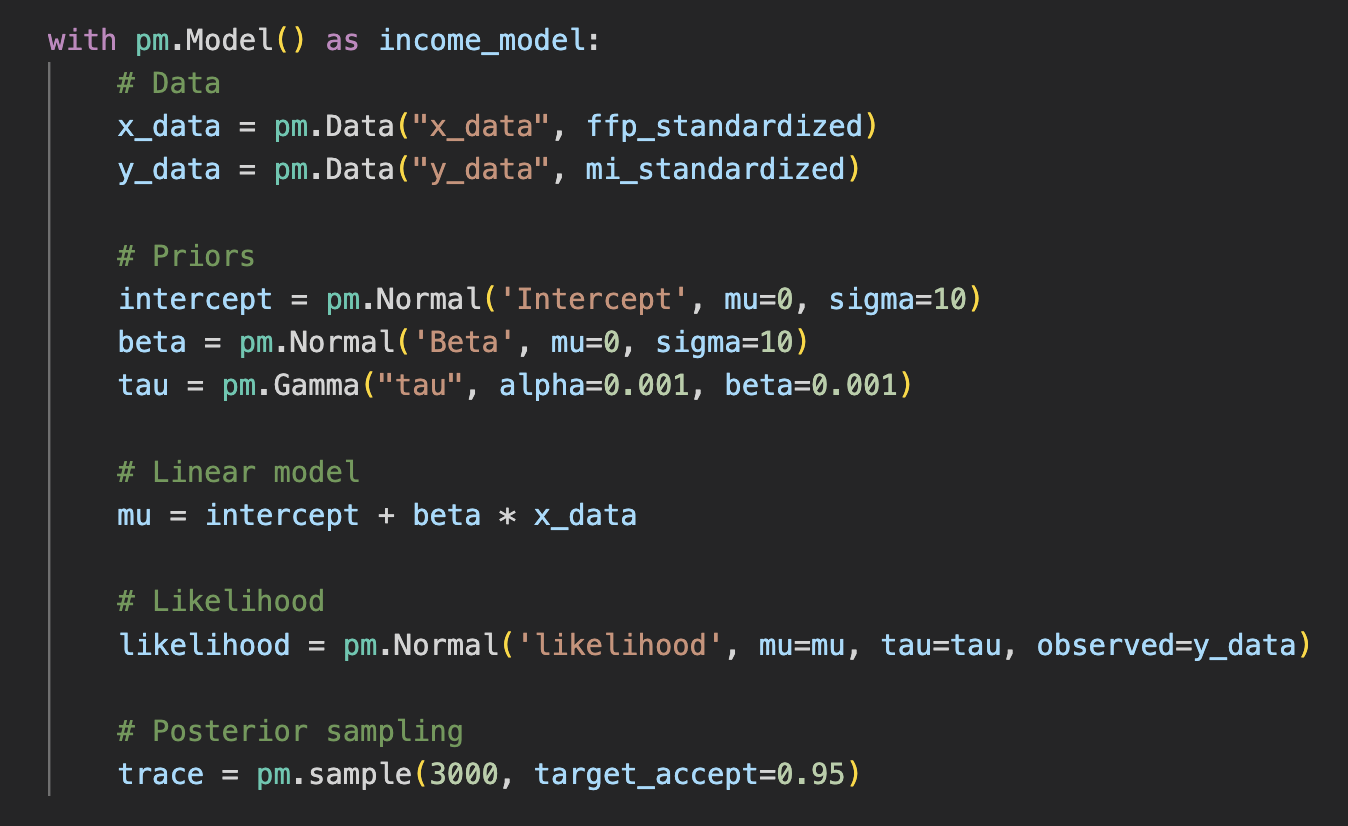 with pm.Model() as income_model:
# Data
x_data = pm.Data("x_data", ffp_standardized)
y_data = pm.Data("y_data", mi_standardized)
# Priors
intercept = pm.Normal('Intercept', mu=0, sigma=10)
beta = pm.Normal('Beta', mu=0, sigma=10)
tau = pm.Gamma("tau", alpha=0.001, beta=0.001)
# Linear model
mu = intercept + beta * x_data
# Likelihood
likelihood = pm.Normal('likelihood', mu=mu, tau=tau, observed=y_data)
# Posterior sampling
trace = pm.sample(3000, target_accept=0.95)